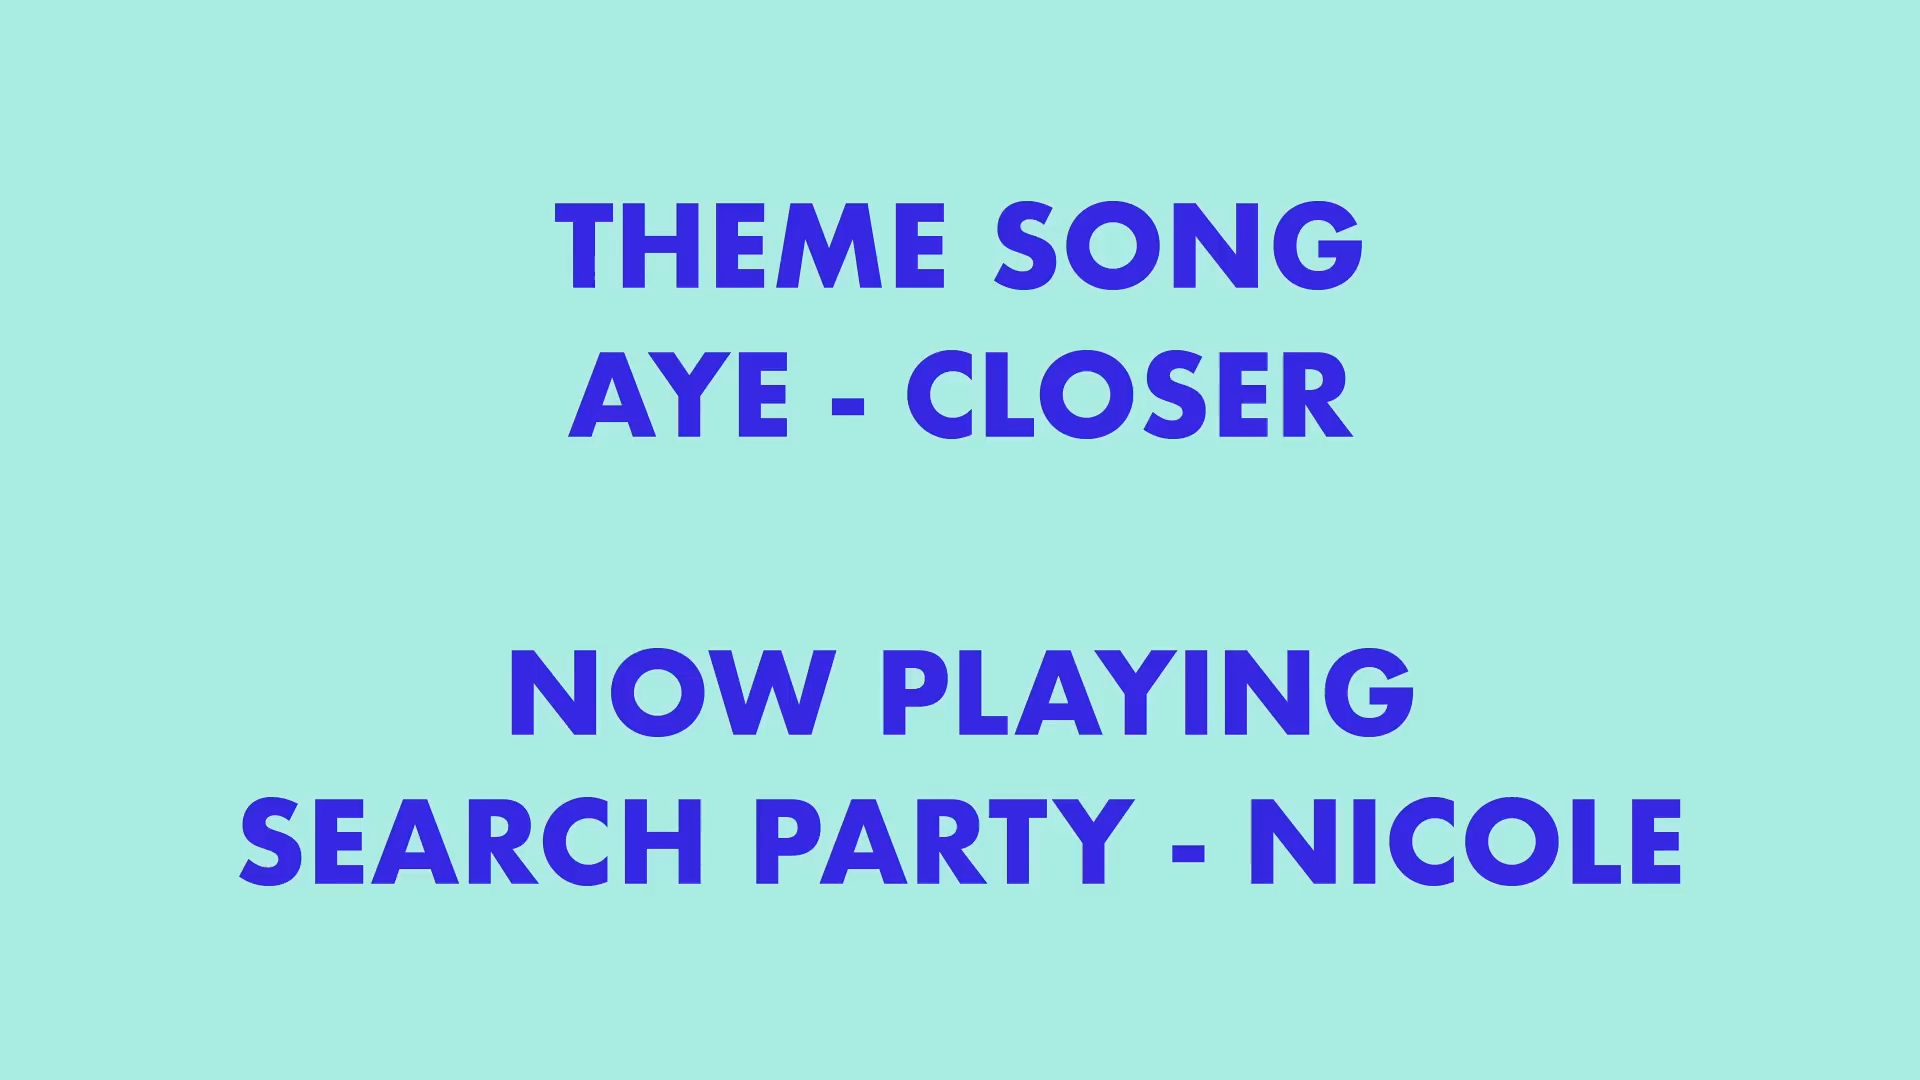 THEME SONG
AYE - CLOSER
NOW PLAYING
SEARCH PARTY - NICOLE